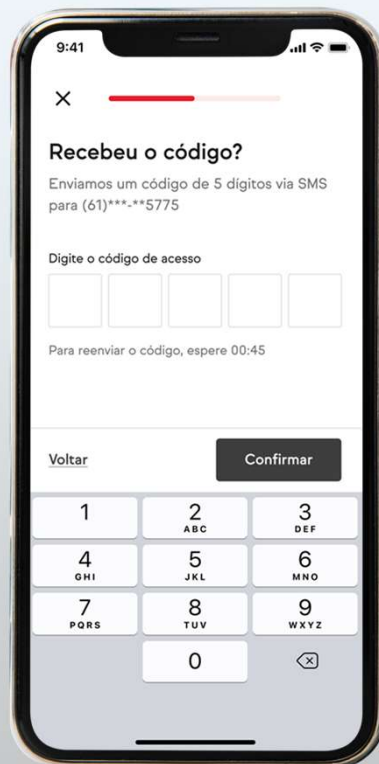 9:41
Recebeu o código?
Enviamos um código de 5 dígitos via SMS
para (61)***-**5775
Digite o código de acesso
Para reenviar o código, espere 00:45
Voltar
Confirmar
1 2 3
ABC DEF
4 5 6
GHI JKL MNO
7 8 9
PQRS TUV WXYZ
0